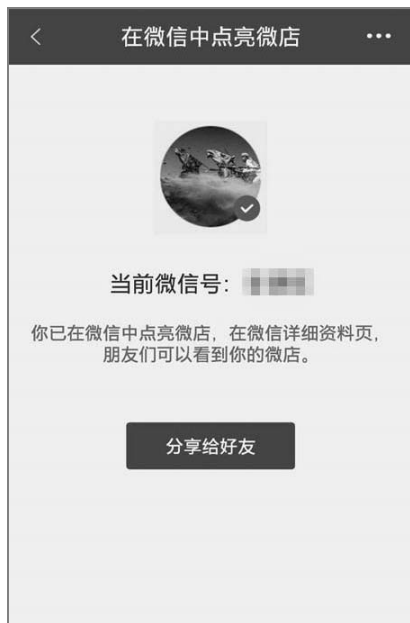 在微信中点亮微店
当前微信号：
你已在微信中点亮微店，在微信详细资料页，
朋友们可以看到你的微店。
分享给好友